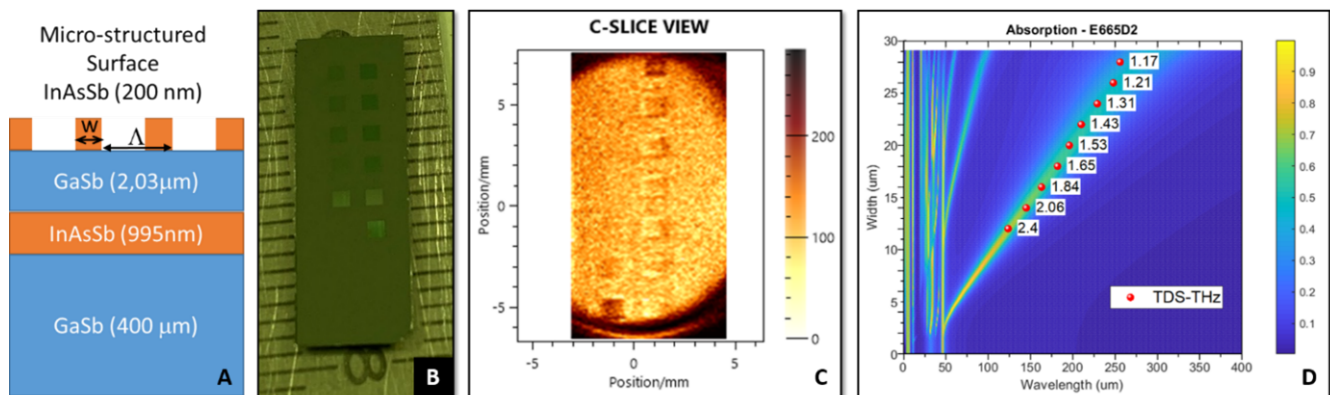 Micro-structured
Surface
InAsSb (200 nm)
W
Λ
GaSb (2,03μm)
InAsSb (995nm)
GaSb (400 μm)
A
8
B
C-SLICE VIEW
Position/mm
5
0
-5
-5
0
5
Position/mm
200
100
0
C
Absorption - E665D2
Width (um)
30
25
20
15
10
5
0
1.17
1.21
1.31
1.43
1.53
1.65
1.84
2.06
2.4
TDS-THz
0
50
100
150
200
250
300
350
400
Wavelength (um)
0.9
0.8
0.7
0.6
0.5
0.4
0.3
0.2
0.1
D